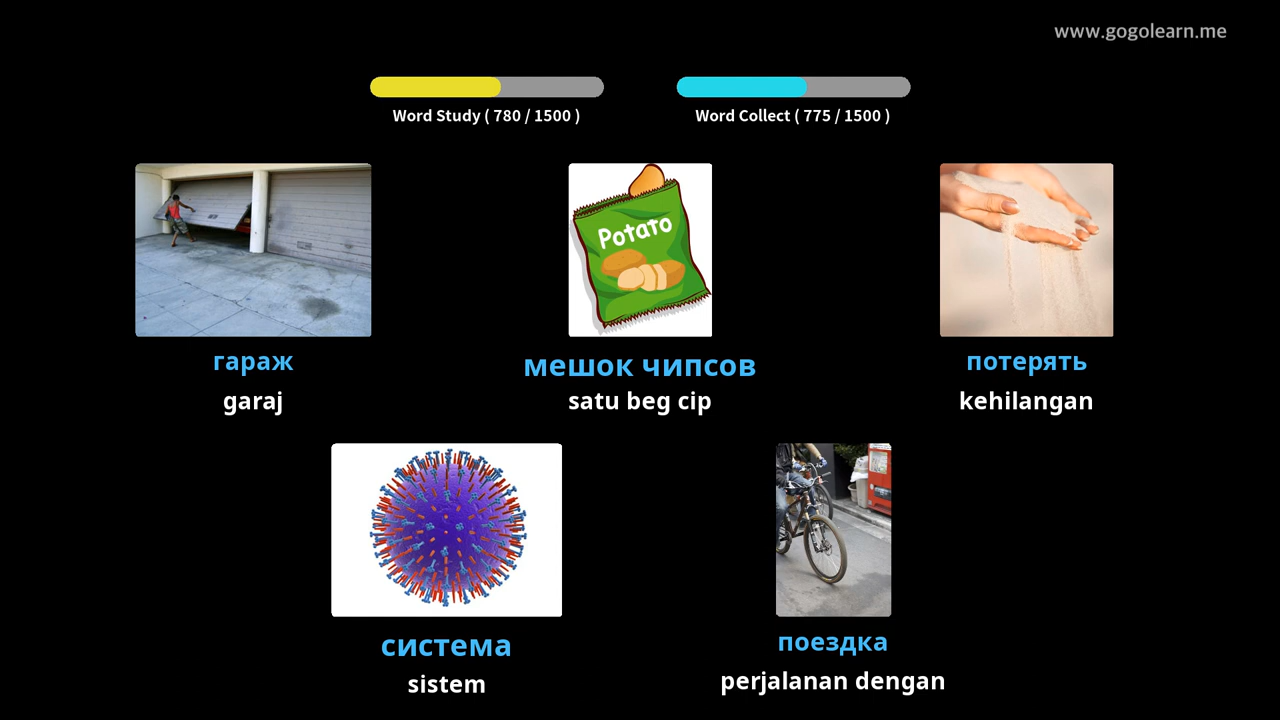 www.gogolearn.me
Word Study ( 780 / 1500 )
Word Collect ( 775 / 1500 )
Potato
гараж
мешок чипсов
потерять
garaj
satu beg cip
kehilangan
система
поездка
sistem
perjalanan dengan